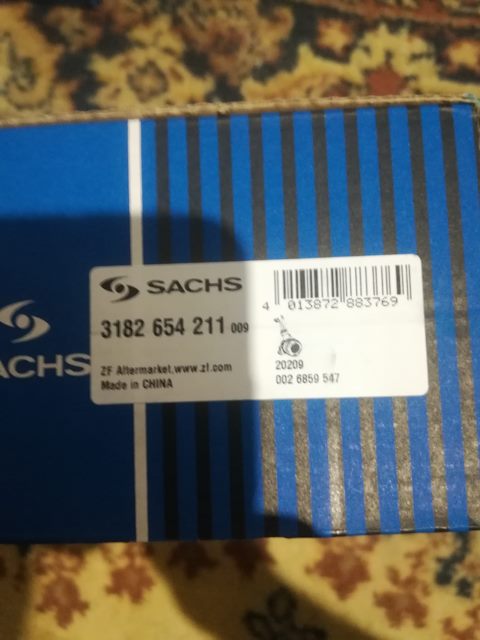 SACHS
3182 654 211 009
ZF Aftermarket.www.zf.com
Made in CHINA
4 013872 883769
20209
002 6859 547
ACHS